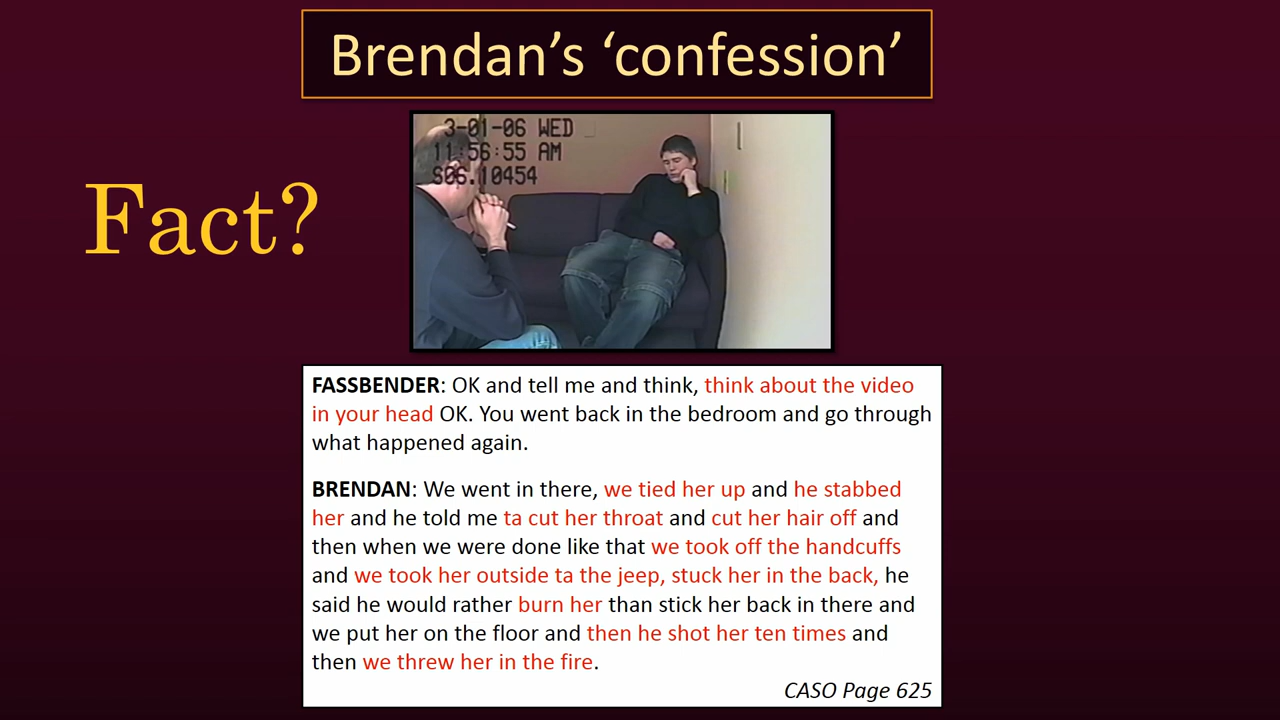 Brendan’s ‘confession’
3-01-06 WED
11:56:55 AM
S06.10454
Fact?
FASSBENDER: OK and tell me and think, think about the video
in your head OK. You went back in the bedroom and go through
what happened again.
BRENDAN: We went in there, we tied her up and he stabbed
her and he told me ta cut her throat and cut her hair off and
then when we were done like that we took off the handcuffs
and we took her outside ta the jeep, stuck her in the back, he
said he would rather burn her than stick her back in there and
we put her on the floor and then he shot her ten times and
then we threw her in the fire.
CASO Page 625